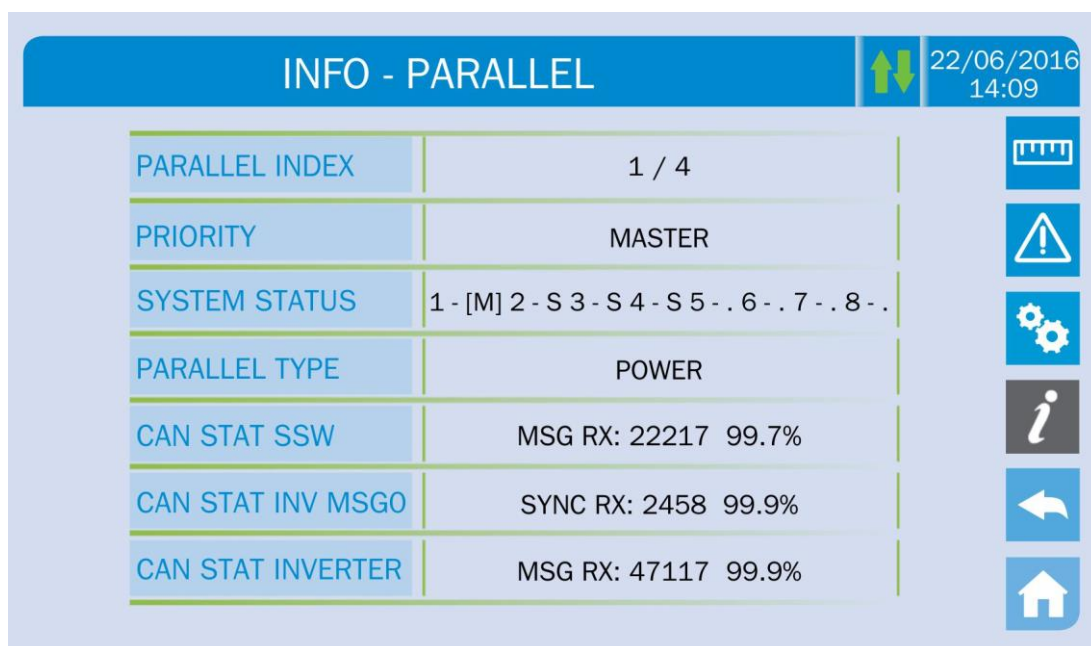 INFO - PARALLEL
22/06/2016
14:09
PARALLEL INDEX 1 / 4
PRIORITY MASTER
SYSTEM STATUS 1 - [M] 2 - S 3 - S 4 - S 5 - . 6 - . 7 - . 8 - .
PARALLEL TYPE POWER
CAN STAT SSW MSG RX: 22217 99.7%
CAN STAT INV MSG0 SYNC RX: 2458 99.9%
CAN STAT INVERTER MSG RX: 47117 99.9%